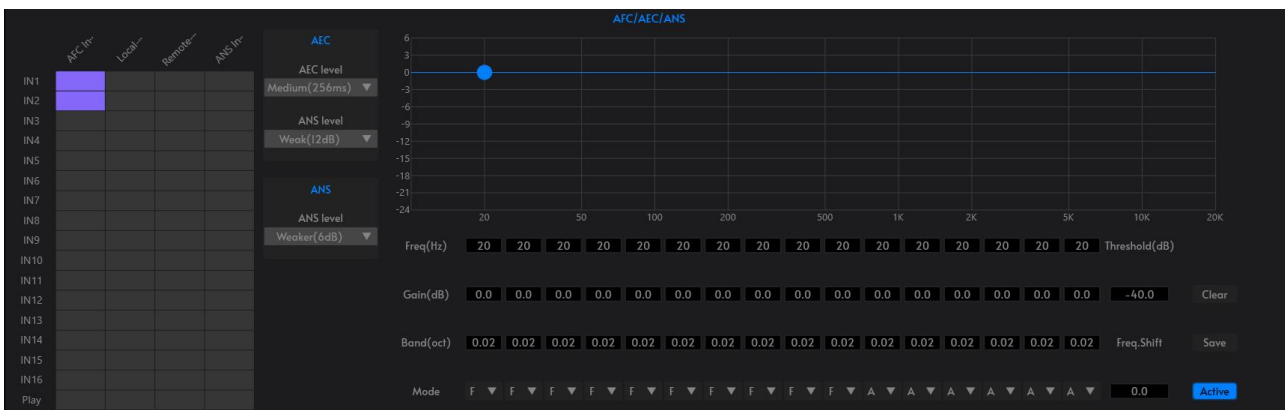 AFC/AEC/ANS
AFC In··
Local···
Remote···
ANS In··
IN1
IN2
IN3
IN4
IN5
IN6
IN7
IN8
IN9
IN10
IN11
IN12
IN13
IN14
IN15
IN16
Play
AEC
AEC level
Medium(256ms) ▼
ANS level
Weak(12dB) ▼
ANS
ANS level
Weaker(6dB) ▼
6
3
0
-3
-6
-9
-12
-15
-18
-21
-24
20 50 100 200 500 1K 2K 5K 10K 20K
Freq(Hz) 20 20 20 20 20 20 20 20 20 20 20 20 20 20 20 20 Threshold(dB)
Gain(dB) 0.0 0.0 0.0 0.0 0.0 0.0 0.0 0.0 0.0 0.0 0.0 0.0 0.0 0.0 0.0 0.0 -40.0 Clear
Band(oct) 0.02 0.02 0.02 0.02 0.02 0.02 0.02 0.02 0.02 0.02 0.02 0.02 0.02 0.02 0.02 0.02 Freq.Shift Save
Mode F ▼ F ▼ F ▼ F ▼ F ▼ F ▼ F ▼ F ▼ F ▼ F ▼ A ▼ A ▼ A ▼ A ▼ A ▼ A ▼ 0.0 Active